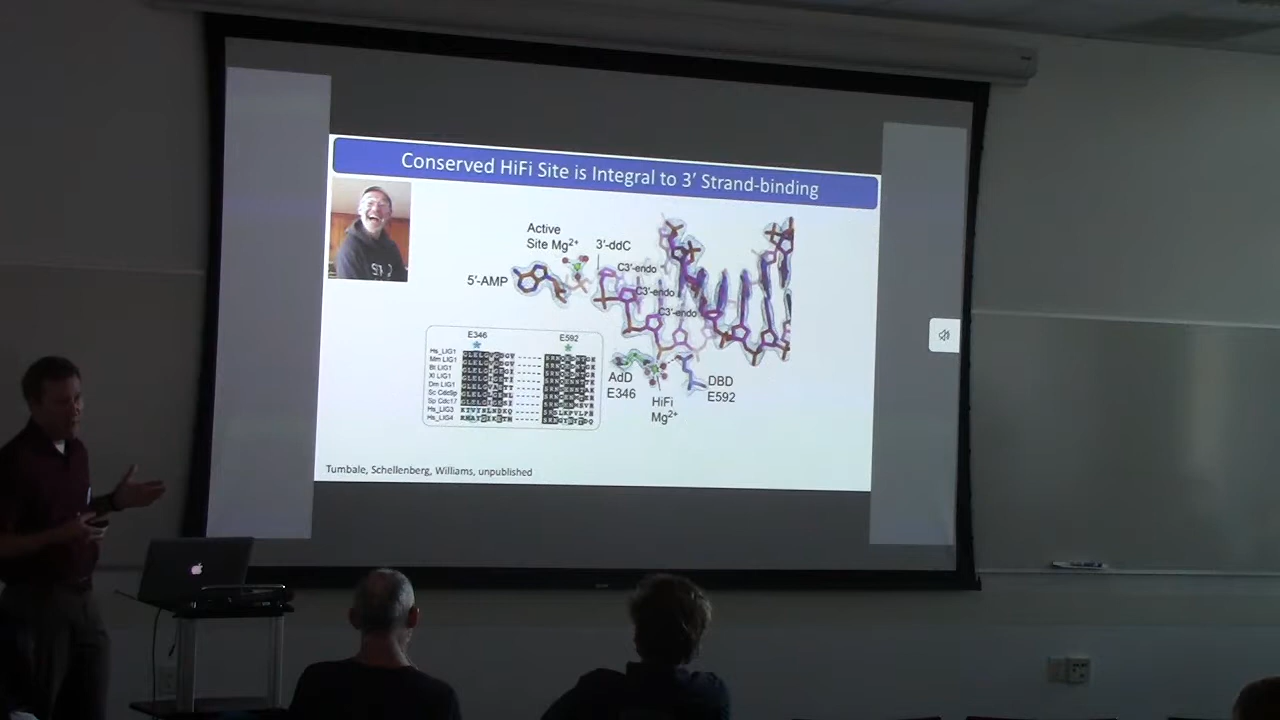 Conserved HiFi Site is Integral to 3′ Strand-binding
Active
Site Mg2+
3′-ddC
5′-AMP
C3′-endo
C3′-endo
C3′-endo
E346
E592
Hs_LIG1
Mm LIG1
Bt LIG1
Xl LIG1
Dm LIG1
Sc Cdc9p
Sp Cdc17
Hs_LIG3
Hs_LIG4
AdD
E346
HiFi
Mg2+
DBD
E592
Tumbale, Schellenberg, Williams, unpublished